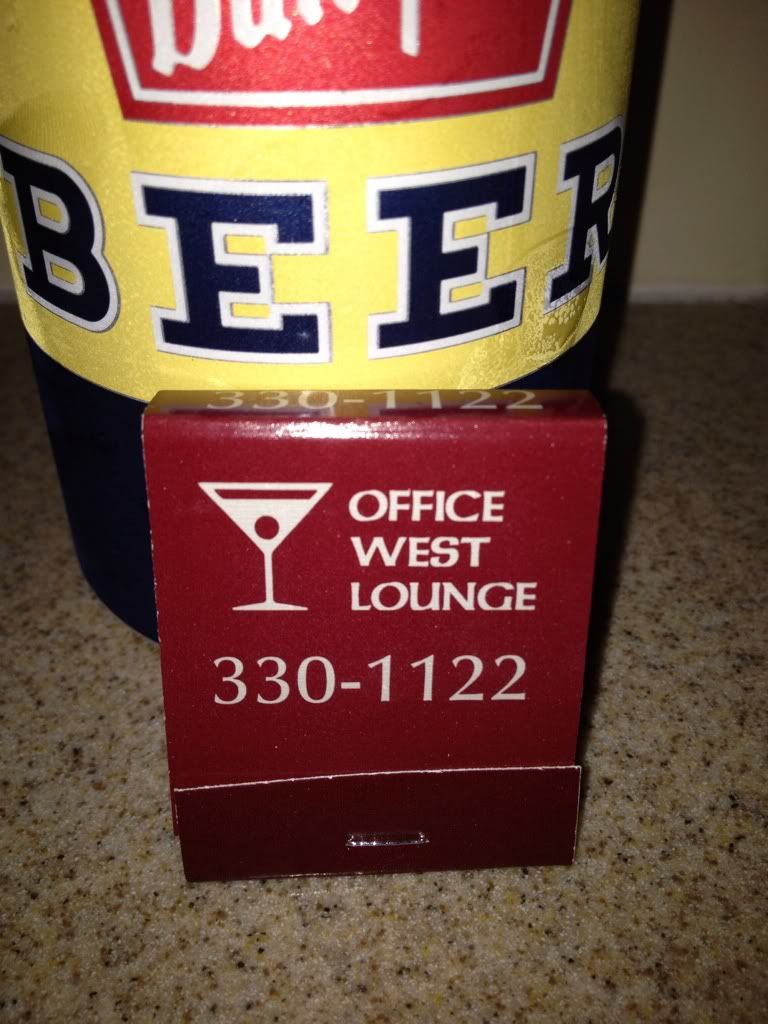 BEER
330-1122
OFFICE
WEST
LOUNGE
330-1122